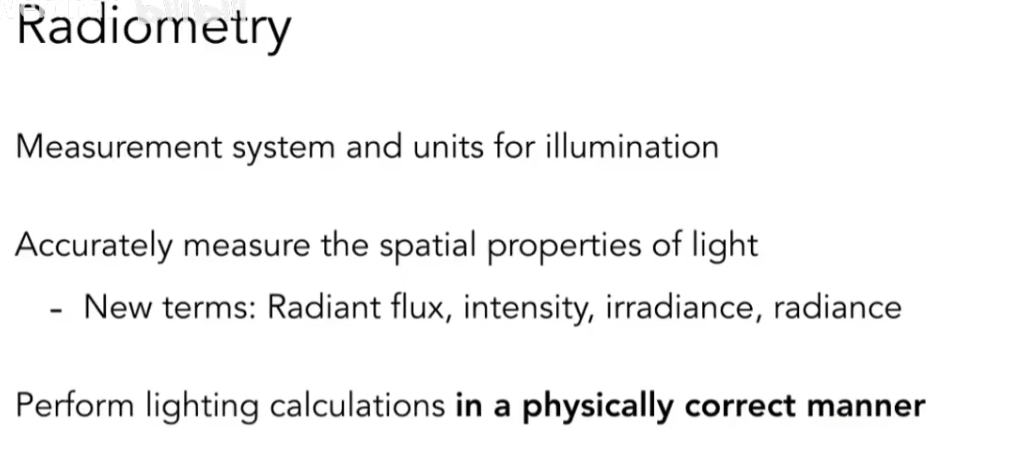 Radiometry
Measurement system and units for illumination
Accurately measure the spatial properties of light
- New terms: Radiant flux, intensity, irradiance, radiance
Perform lighting calculations in a physically correct manner